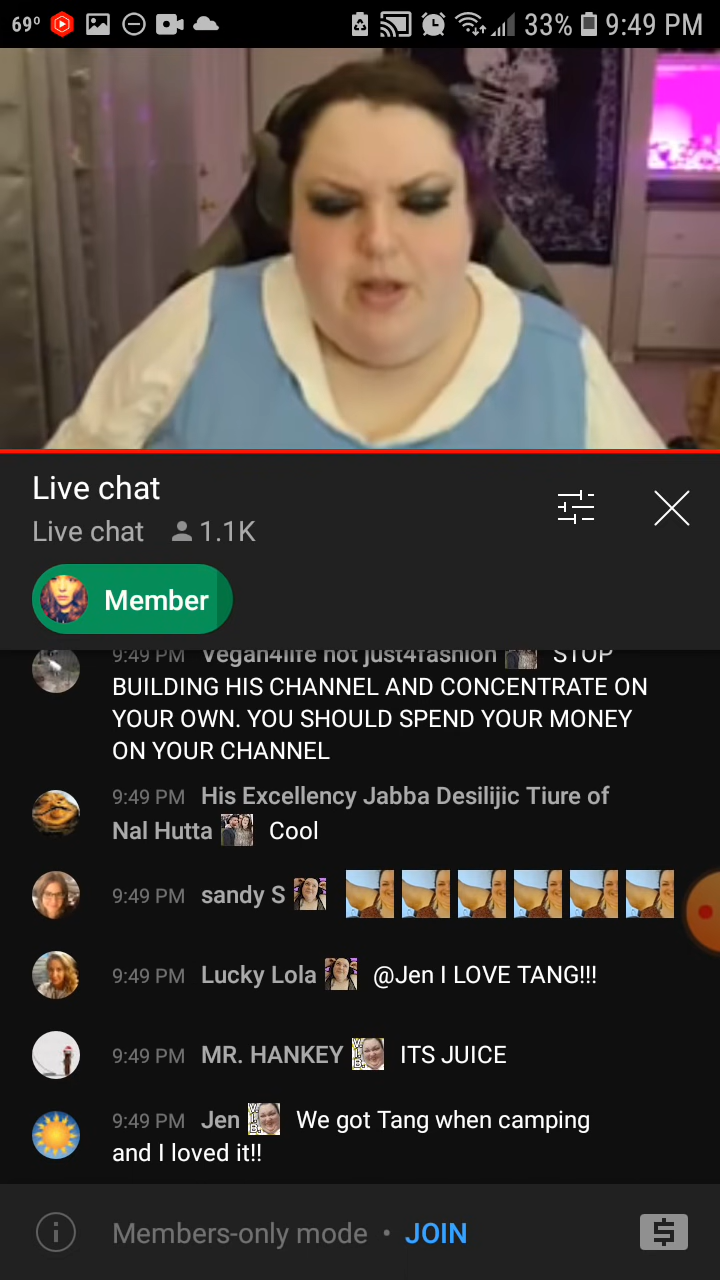 69° 33% 9:49 PM
Live chat
Live chat 1.1K
Member
9:49 PM Vegan4life not just4fashion STOP
BUILDING HIS CHANNEL AND CONCENTRATE ON
YOUR OWN. YOU SHOULD SPEND YOUR MONEY
ON YOUR CHANNEL
9:49 PM His Excellency Jabba Desilijic Tiure of
Nal Hutta Cool
9:49 PM sandy S
9:49 PM Lucky Lola @Jen I LOVE TANG!!!
9:49 PM MR. HANKEY V.I.B. ITS JUICE
9:49 PM Jen V.I.B. We got Tang when camping
and I loved it!!
Members-only mode • JOIN